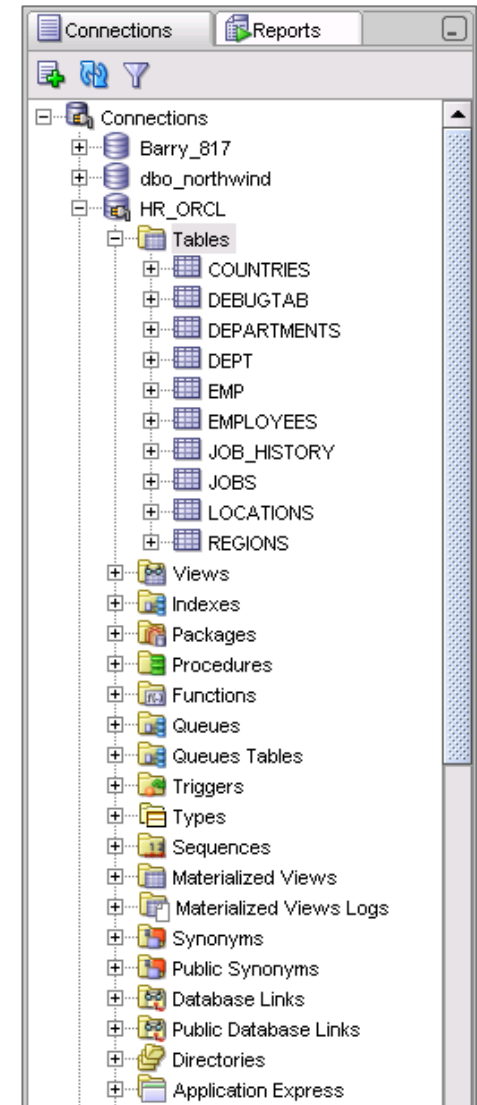 Connections Reports
Connections
Barry_817
dbo_northwind
HR_ORCL
Tables
COUNTRIES
DEBUGTAB
DEPARTMENTS
DEPT
EMP
EMPLOYEES
JOB_HISTORY
JOBS
LOCATIONS
REGIONS
Views
Indexes
Packages
Procedures
Functions
Queues
Queues Tables
Triggers
Types
Sequences
Materialized Views
Materialized Views Logs
Synonyms
Public Synonyms
Database Links
Public Database Links
Directories
Application Express